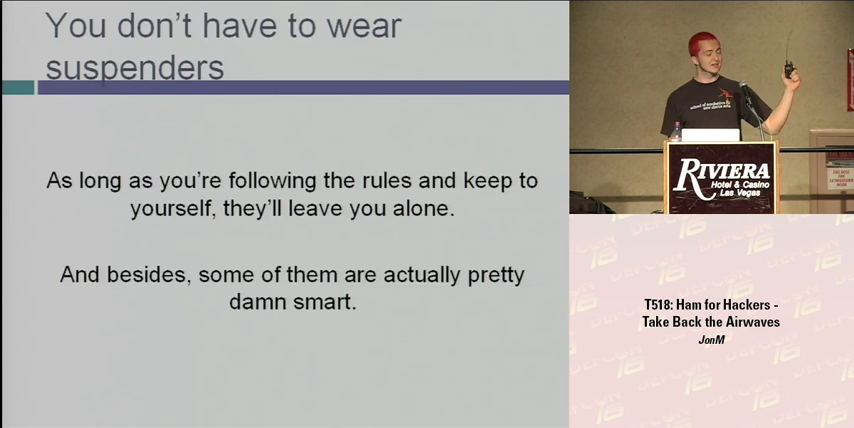 You don't have to wear
suspenders
As long as you're following the rules and keep to
yourself, they'll leave you alone.
And besides, some of them are actually pretty
damn smart.
RIVIERA
Hotel & Casino
Las Vegas
T518: Ham for Hackers -
Take Back the Airwaves
JonM
DEFCON
16